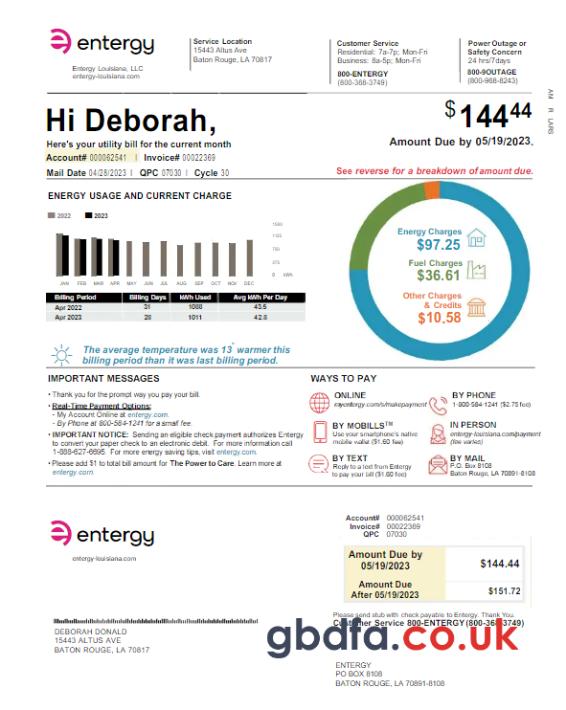 entergy
Entergy Louisiana, LLC
entergy-louisiana.com
Service Location
15443 Altus Ave
Baton Rouge, LA 70817
Customer Service
Residential: 7a-7p; Mon-Fri
Business: 8a-5p; Mon-Fri
800-ENTERGY
(800-368-3749)
Power Outage or
Safety Concern
24 hrs/7days
800-9OUTAGE
(800-968-8243)
Hi Deborah,
$144.44
Here's your utility bill for the current month
Amount Due by 05/19/2023.
Account# 000062541 | Invoice# 00022369
Mail Date 04/28/2023 | QPC 07030 | Cycle 30
See reverse for a breakdown of amount due.
ENERGY USAGE AND CURRENT CHARGE
2022 2023
0 kWh
JAN FEB MAR APR MAY JUN JUL AUG SEP OCT NOV DEC
Billing Period Billing Days kWh Used Avg kWh Per Day
Apr 2022 31 1088 43.5
Apr 2023 28 1011 42.8
Energy Charges
$97.25
Fuel Charges
$36.61
Other Charges
& Credits
$10.58
The average temperature was 13° warmer this
billing period than it was last billing period.
IMPORTANT MESSAGES
• Thank you for the prompt way you pay your bill.
• Real-Time Payment Options:
- My Account Online at entergy.com.
- By Phone at 800-584-1241 for a small fee.
• IMPORTANT NOTICE: Sending an eligible check payment authorizes Entergy
to convert your paper check to an electronic debit. For more information call
1-888-627-6695. For more energy saving tips, visit entergy.com.
• Please add $1 to total bill amount for The Power to Care. Learn more at
entergy.com.
WAYS TO PAY
ONLINE
myentergy.com/s/makepayment
BY PHONE
1-800-584-1241 ($2.75 fee)
BY MOBILLS™
Use your smartphone's native
mobile wallet ($1.60 fee)
IN PERSON
entergy-louisiana.com/payment
(fee varies)
BY TEXT
Reply to a text from Entergy
to pay your bill ($1.60 fee)
BY MAIL
P.O. Box 8108
Baton Rouge, LA 70891-8108
entergy
entergy-louisiana.com
Account# 000062541
Invoice# 00022369
QPC 07030
Amount Due by
05/19/2023
$144.44
Amount Due
After 05/19/2023
$151.72
Please send stub with check payable to Entergy. Thank You.
Customer Service 800-ENTERGY (800-368-3749)
gbdfa.co.uk
DEBORAH DONALD
15443 ALTUS AVE
BATON ROUGE, LA 70817
ENTERGY
PO BOX 8108
BATON ROUGE, LA 70891-8108